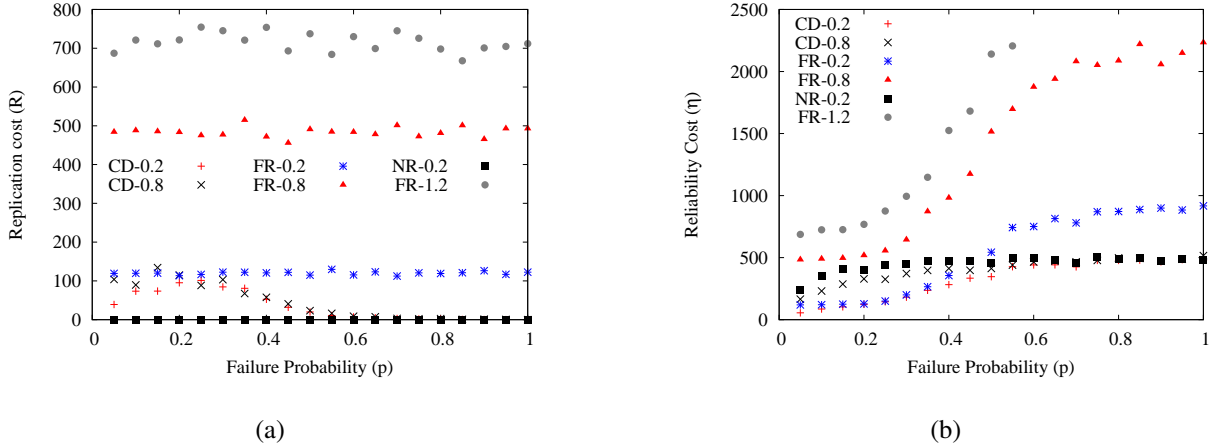 800
700
600
500
400
300
200
100
0
Replication cost (R)
CD-0.2 FR-0.2 NR-0.2
CD-0.8 FR-0.8 FR-1.2
0 0.2 0.4 0.6 0.8 1
Failure Probability (p)
(a)
2500
2000
1500
1000
500
0
Reliability Cost (η)
CD-0.2
CD-0.8
FR-0.2
FR-0.8
NR-0.2
FR-1.2
0 0.2 0.4 0.6 0.8 1
Failure Probability (p)
(b)